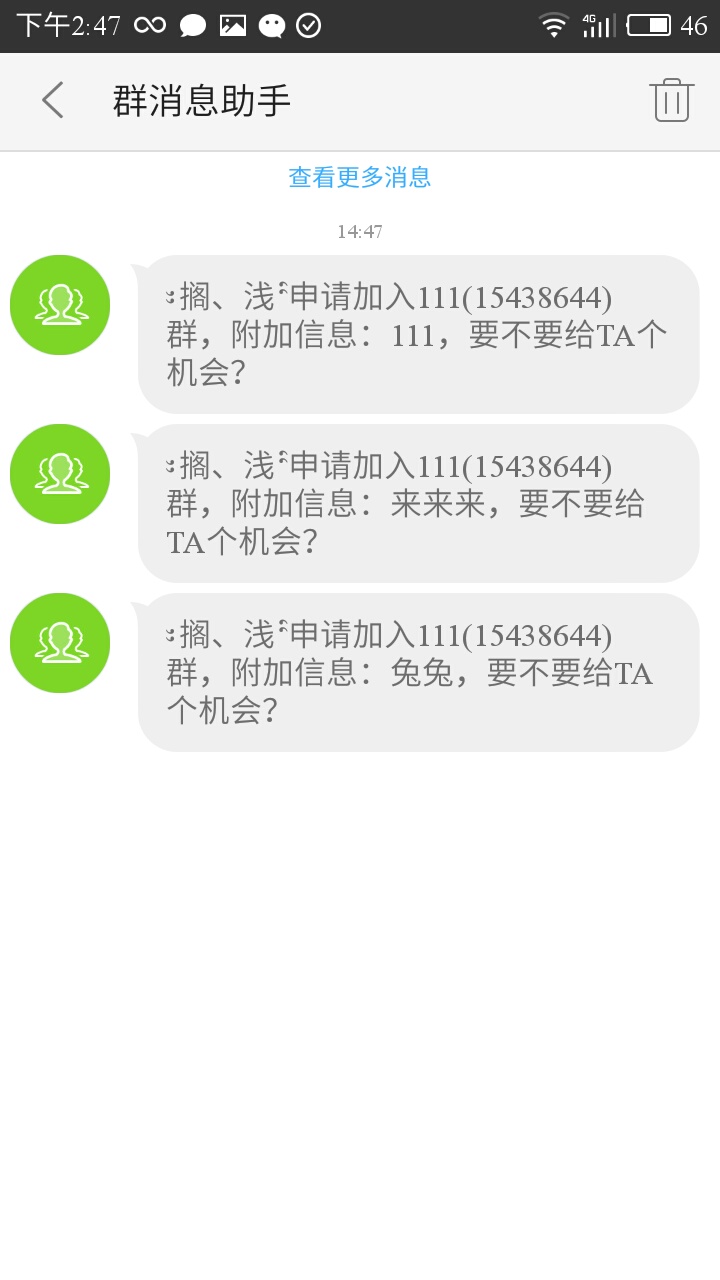 下午2:47
4G
46
群消息助手
查看更多消息
14:47
搁、浅申请加入111(15438644)
群，附加信息：111，要不要给TA个
机会？
搁、浅申请加入111(15438644)
群，附加信息：来来来，要不要给
TA个机会？
搁、浅申请加入111(15438644)
群，附加信息：兔兔，要不要给TA
个机会？